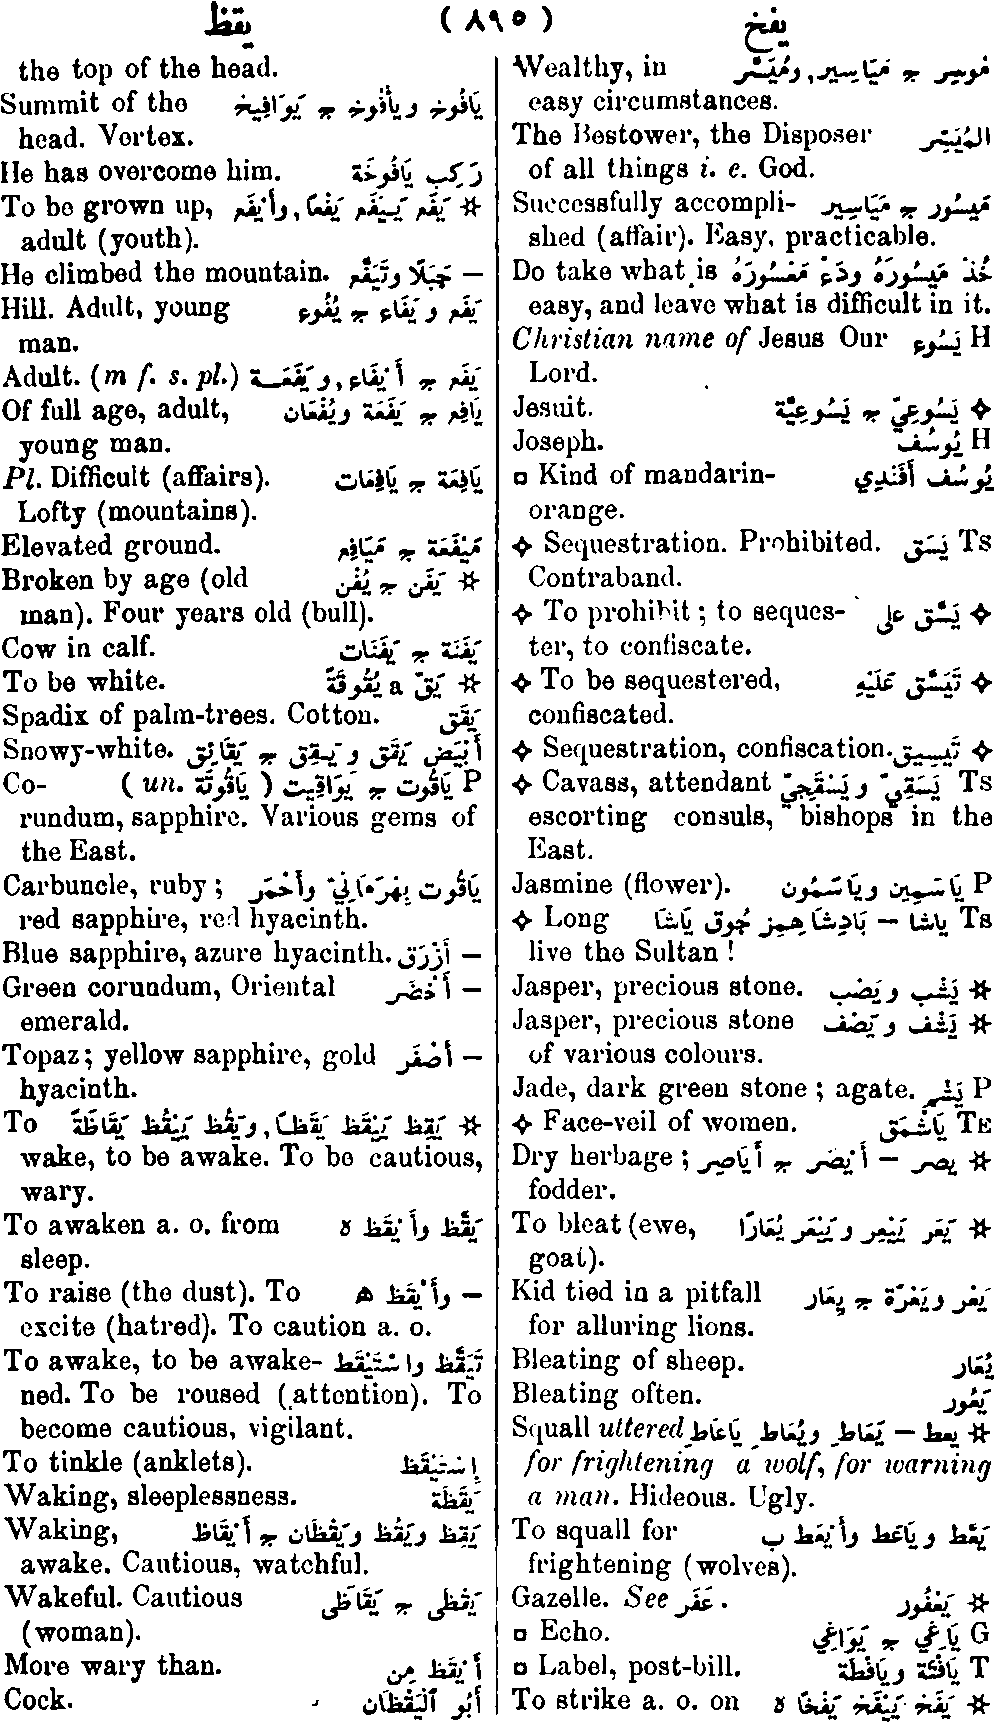 يفخ ( ٨٩٥ ) يقظ
Wealthy, in مُوسِر ج مَيَاسِير, ومُيَسَّر
easy circumstances.
The Bestower, the Disposer المُيَسِّر
of all things i. e. God.
Successfully accompli- مَيْسُور ج مَيَاسِير
shed (affair). Easy, practicable.
Do take what is خُذْ مَيْسُورَهُ ودَعْ مَعْسُورَهُ
easy, and leave what is difficult in it.
Christian name of Jesus Our يَسُوع H
Lord.
Jesuit. يَسُوعِيّ ج يَسُوعِيَّة ✧
Joseph. يُوسُف H
□ Kind of mandarin- يُوسُف أَفَنْدِي
orange.
✧ Sequestration. Prohibited. يَسَق Ts
Contraband.
✧ To prohibit ; to seques- يَسَّق على ✧
ter, to confiscate.
✧ To be sequestered, تَيَسَّق عَلَيْهِ ✧
confiscated.
✧ Sequestration, confiscation. تَيْسِيق ✧
✧ Cavass, attendant يَسَقِيّ و يَسَقْجِيّ Ts
escorting consuls, bishops in the
East.
Jasmine (flower). يَاسَمِين ويَاسَمُون P
✧ Long ياشا — بَادِشَاهِمِز جُوق يَاشَا Ts
live the Sultan !
Jasper, precious stone. يَشْب و يَصْب ☆
Jasper, precious stone يَشْف و يَصْف ☆
of various colours.
Jade, dark green stone ; agate. يَشْم P
✧ Face-veil of women. يَاشْمَق TE
Dry herbage ; يصر — أَيْصَر ج أَيَاصِر ☆
fodder.
To bleat (ewe, يَعَر يَيْعِر و يَيْعَر يُعَارًا ☆
goat).
Kid tied in a pitfall يَعْر ويَعْرَة ج يِعَار
for alluring lions.
Bleating of sheep. يُعَار
Bleating often. يَعُور
Squall uttered يعط — يَعَاطِ ويُعَاطِ يَاعَاطِ ☆
for frightening a wolf, for warning
a man. Hideous. Ugly.
To squall for يَعَّط و يَاعَط وأَيْعَط ب
frightening (wolves).
Gazelle. See عَفَر . يَعْفُور ☆
□ Echo. يَاغِي ج يَوَاغِي G
□ Label, post-bill. يَافْتَة ويَافْطَة T
To strike a. o. on يَفَخ يَيْفَخ يَفْخًا ه ☆
the top of the head.
Summit of the يَافُوخ و يأْفُوخ ج يَوَافِيخ
head. Vortex.
He has overcome him. رَكِب يَافُوخَهُ
To be grown up, يَفَع يَيْفَع يَفْعًا, وأَيْفَع ☆
adult (youth).
He climbed the mountain. جَبَلًا وتَيَفَّع —
Hill. Adult, young يَفَع و يَفَاع ج يُفُوع
man.
Adult. (m f. s. pl.) يَفَع ج أَيْفَاع, و يَفَعَة
Of full age, adult, يَافِع ج يَفَعَة ويُفْعَان
young man.
Pl. Difficult (affairs). يَافِعَة ج يَافِعَات
Lofty (mountains).
Elevated ground. مَيْفَعَة ج مَيَافِع
Broken by age (old يَفَن ج يُفْن ☆
man). Four years old (bull).
Cow in calf. يَفَنَة ج يَفَنَات
To be white. يَقّ a يُقُوقَةً ☆
Spadix of palm-trees. Cotton. يَقَق
Snowy-white. أَبْيَض يَقَق و يَقِق ج يَقَائِق
Co- ( un. يَاقُوتَة ) يَاقُوت ج يَوَاقِيت P
rundum, sapphire. Various gems of
the East.
Carbuncle, ruby ; يَاقُوت بِهْرَمَانِيّ وأَحْمَر
red sapphire, red hyacinth.
Blue sapphire, azure hyacinth. أَزْرَق —
Green corundum, Oriental أَخْضَر —
emerald.
Topaz ; yellow sapphire, gold أَصْفَر —
hyacinth.
To يَقِظ يَيْقَظ يَقَظًا, ويَقُظ يَيْقُظ يَقَاظَةً ☆
wake, to be awake. To be cautious,
wary.
To awaken a. o. from يَقَّظ وأَيْقَظ ه
sleep.
To raise (the dust). To وأَيْقَظ ه —
excite (hatred). To caution a. o.
To awake, to be awake- تَيَقَّظ واسْتَيْقَظ
ned. To be roused (attention). To
become cautious, vigilant.
To tinkle (anklets). إِسْتَيْقَظ
Waking, sleeplessness. يَقَظَة
Waking, يَقِظ ويَقُظ ويَقْظَان ج أَيْقَاظ
awake. Cautious, watchful.
Wakeful. Cautious يَقْظَى ج يَقَاظَى
(woman).
More wary than. أَيْقَظ مِن
Cock. أَبُو ٱلْيَقْظَان